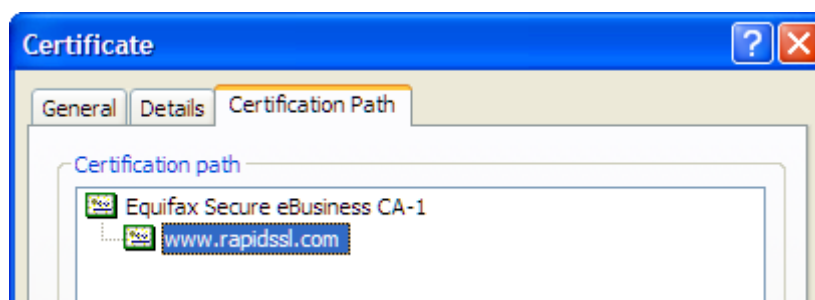 Certificate
General Details Certification Path
Certification path
Equifax Secure eBusiness CA-1
www.rapidssl.com